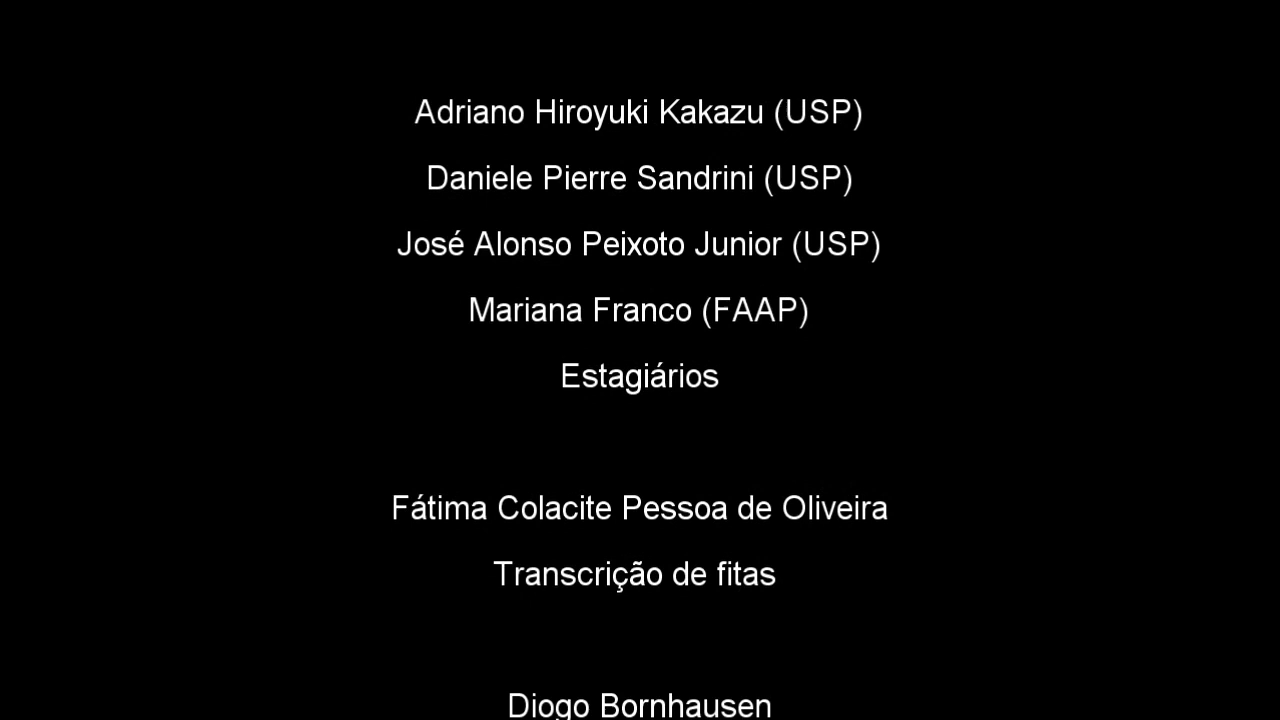 Adriano Hiroyuki Kakazu (USP)
Daniele Pierre Sandrini (USP)
José Alonso Peixoto Junior (USP)
Mariana Franco (FAAP)
Estagiários
Fátima Colacite Pessoa de Oliveira
Transcrição de fitas
Diogo Bornhausen